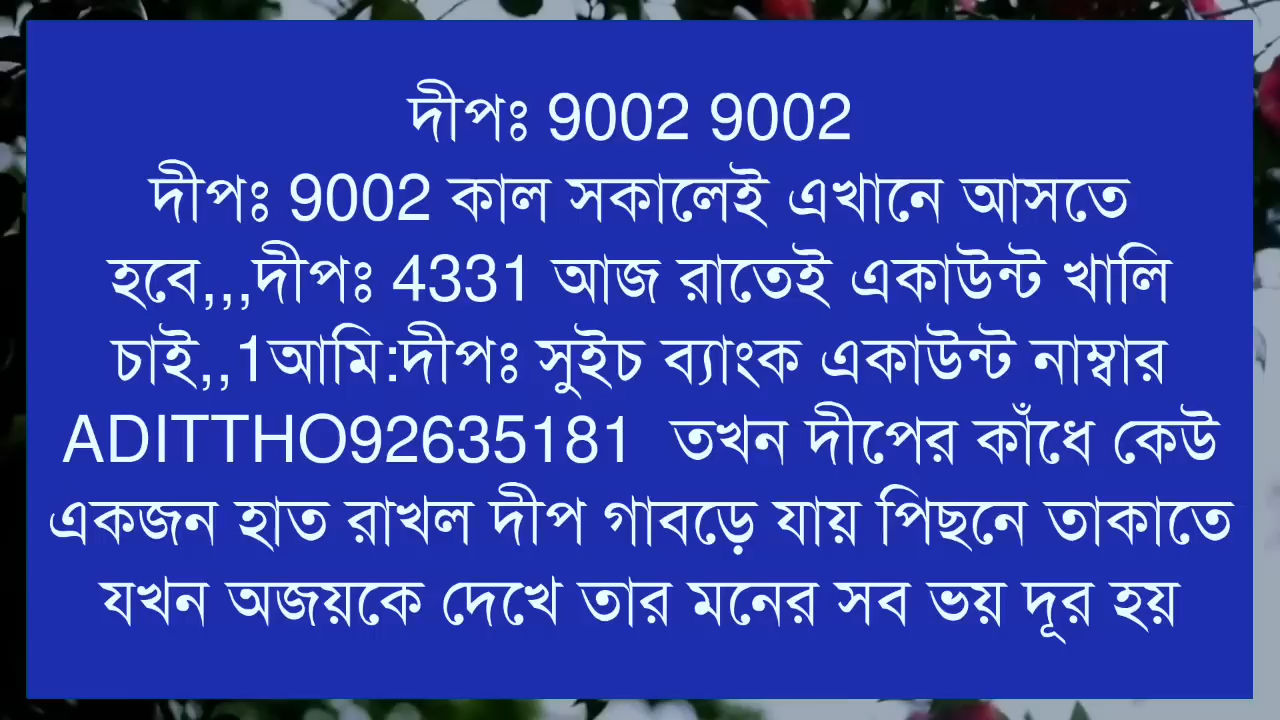 দীপঃ 9002 9002
দীপঃ 9002 কাল সকালেই এখানে আসতে
হবে,,,দীপঃ 4331 আজ রাতেই একাউন্ট খালি
চাই,,1আমি:দীপঃ সুইচ ব্যাংক একাউন্ট নাম্বার
ADITTHO92635181 তখন দীপের কাঁধে কেউ
একজন হাত রাখল দীপ গাবড়ে যায় পিছনে তাকাতে
যখন অজয়কে দেখে তার মনের সব ভয় দূর হয়